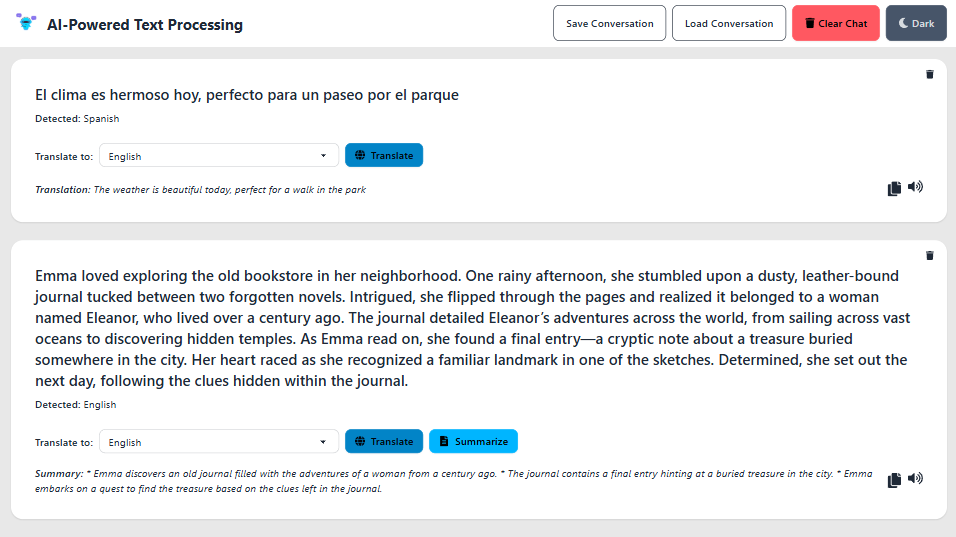 AI-Powered Text Processing
Save Conversation
Load Conversation
Clear Chat
Dark
El clima es hermoso hoy, perfecto para un paseo por el parque
Detected: Spanish
Translate to:
English
Translate
Translation: The weather is beautiful today, perfect for a walk in the park
Emma loved exploring the old bookstore in her neighborhood. One rainy afternoon, she stumbled upon a dusty, leather-bound
journal tucked between two forgotten novels. Intrigued, she flipped through the pages and realized it belonged to a woman
named Eleanor, who lived over a century ago. The journal detailed Eleanor’s adventures across the world, from sailing across vast
oceans to discovering hidden temples. As Emma read on, she found a final entry—a cryptic note about a treasure buried
somewhere in the city. Her heart raced as she recognized a familiar landmark in one of the sketches. Determined, she set out the
next day, following the clues hidden within the journal.
Detected: English
Translate to:
English
Translate
Summarize
Summary: * Emma discovers an old journal filled with the adventures of a woman from a century ago. * The journal contains a final entry hinting at a buried treasure in the city. * Emma
embarks on a quest to find the treasure based on the clues left in the journal.